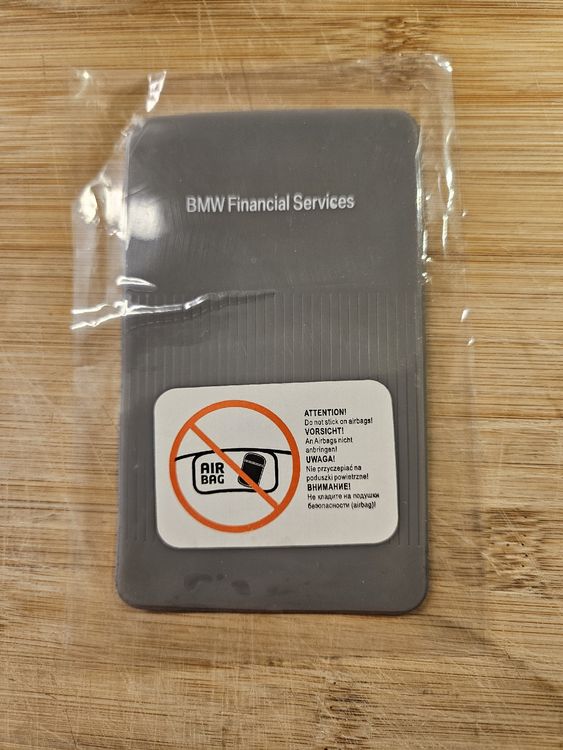 BMW Financial Services
AIR
BAG
ATTENTION!
Do not stick on airbags!
VORSICHT!
An Airbags nicht
anbringen!
UWAGA!
Nie przyczepiać na
poduszki powietrzne!
ВНИМАНИЕ!
Не кладите на подушки
безопасности (airbag)!